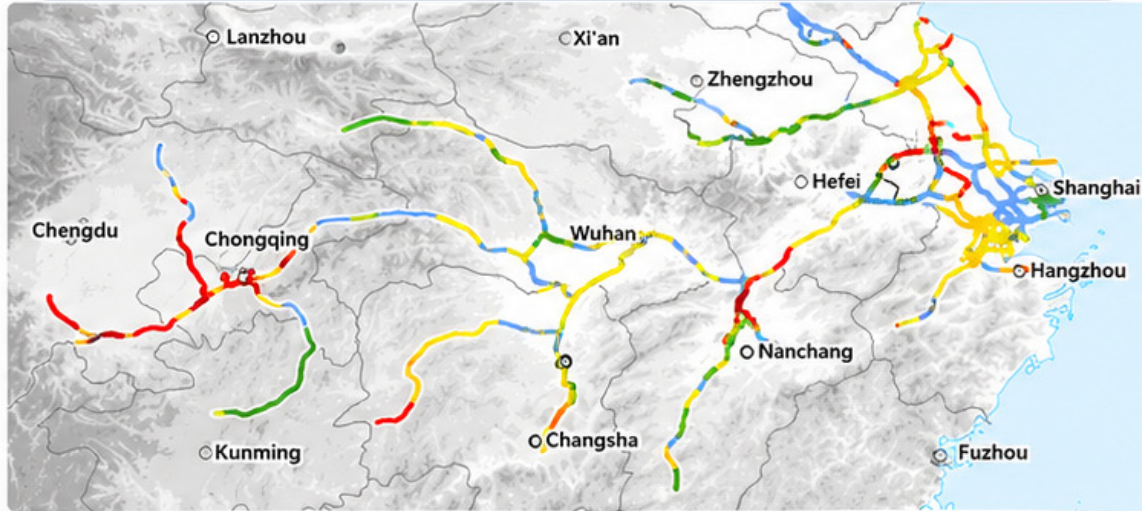 Lanzhou
Xi'an
Zhengzhou
Hefei
Shanghai
Chengdu
Chongqing
Wuhan
Hangzhou
Nanchang
Changsha
Kunming
Fuzhou